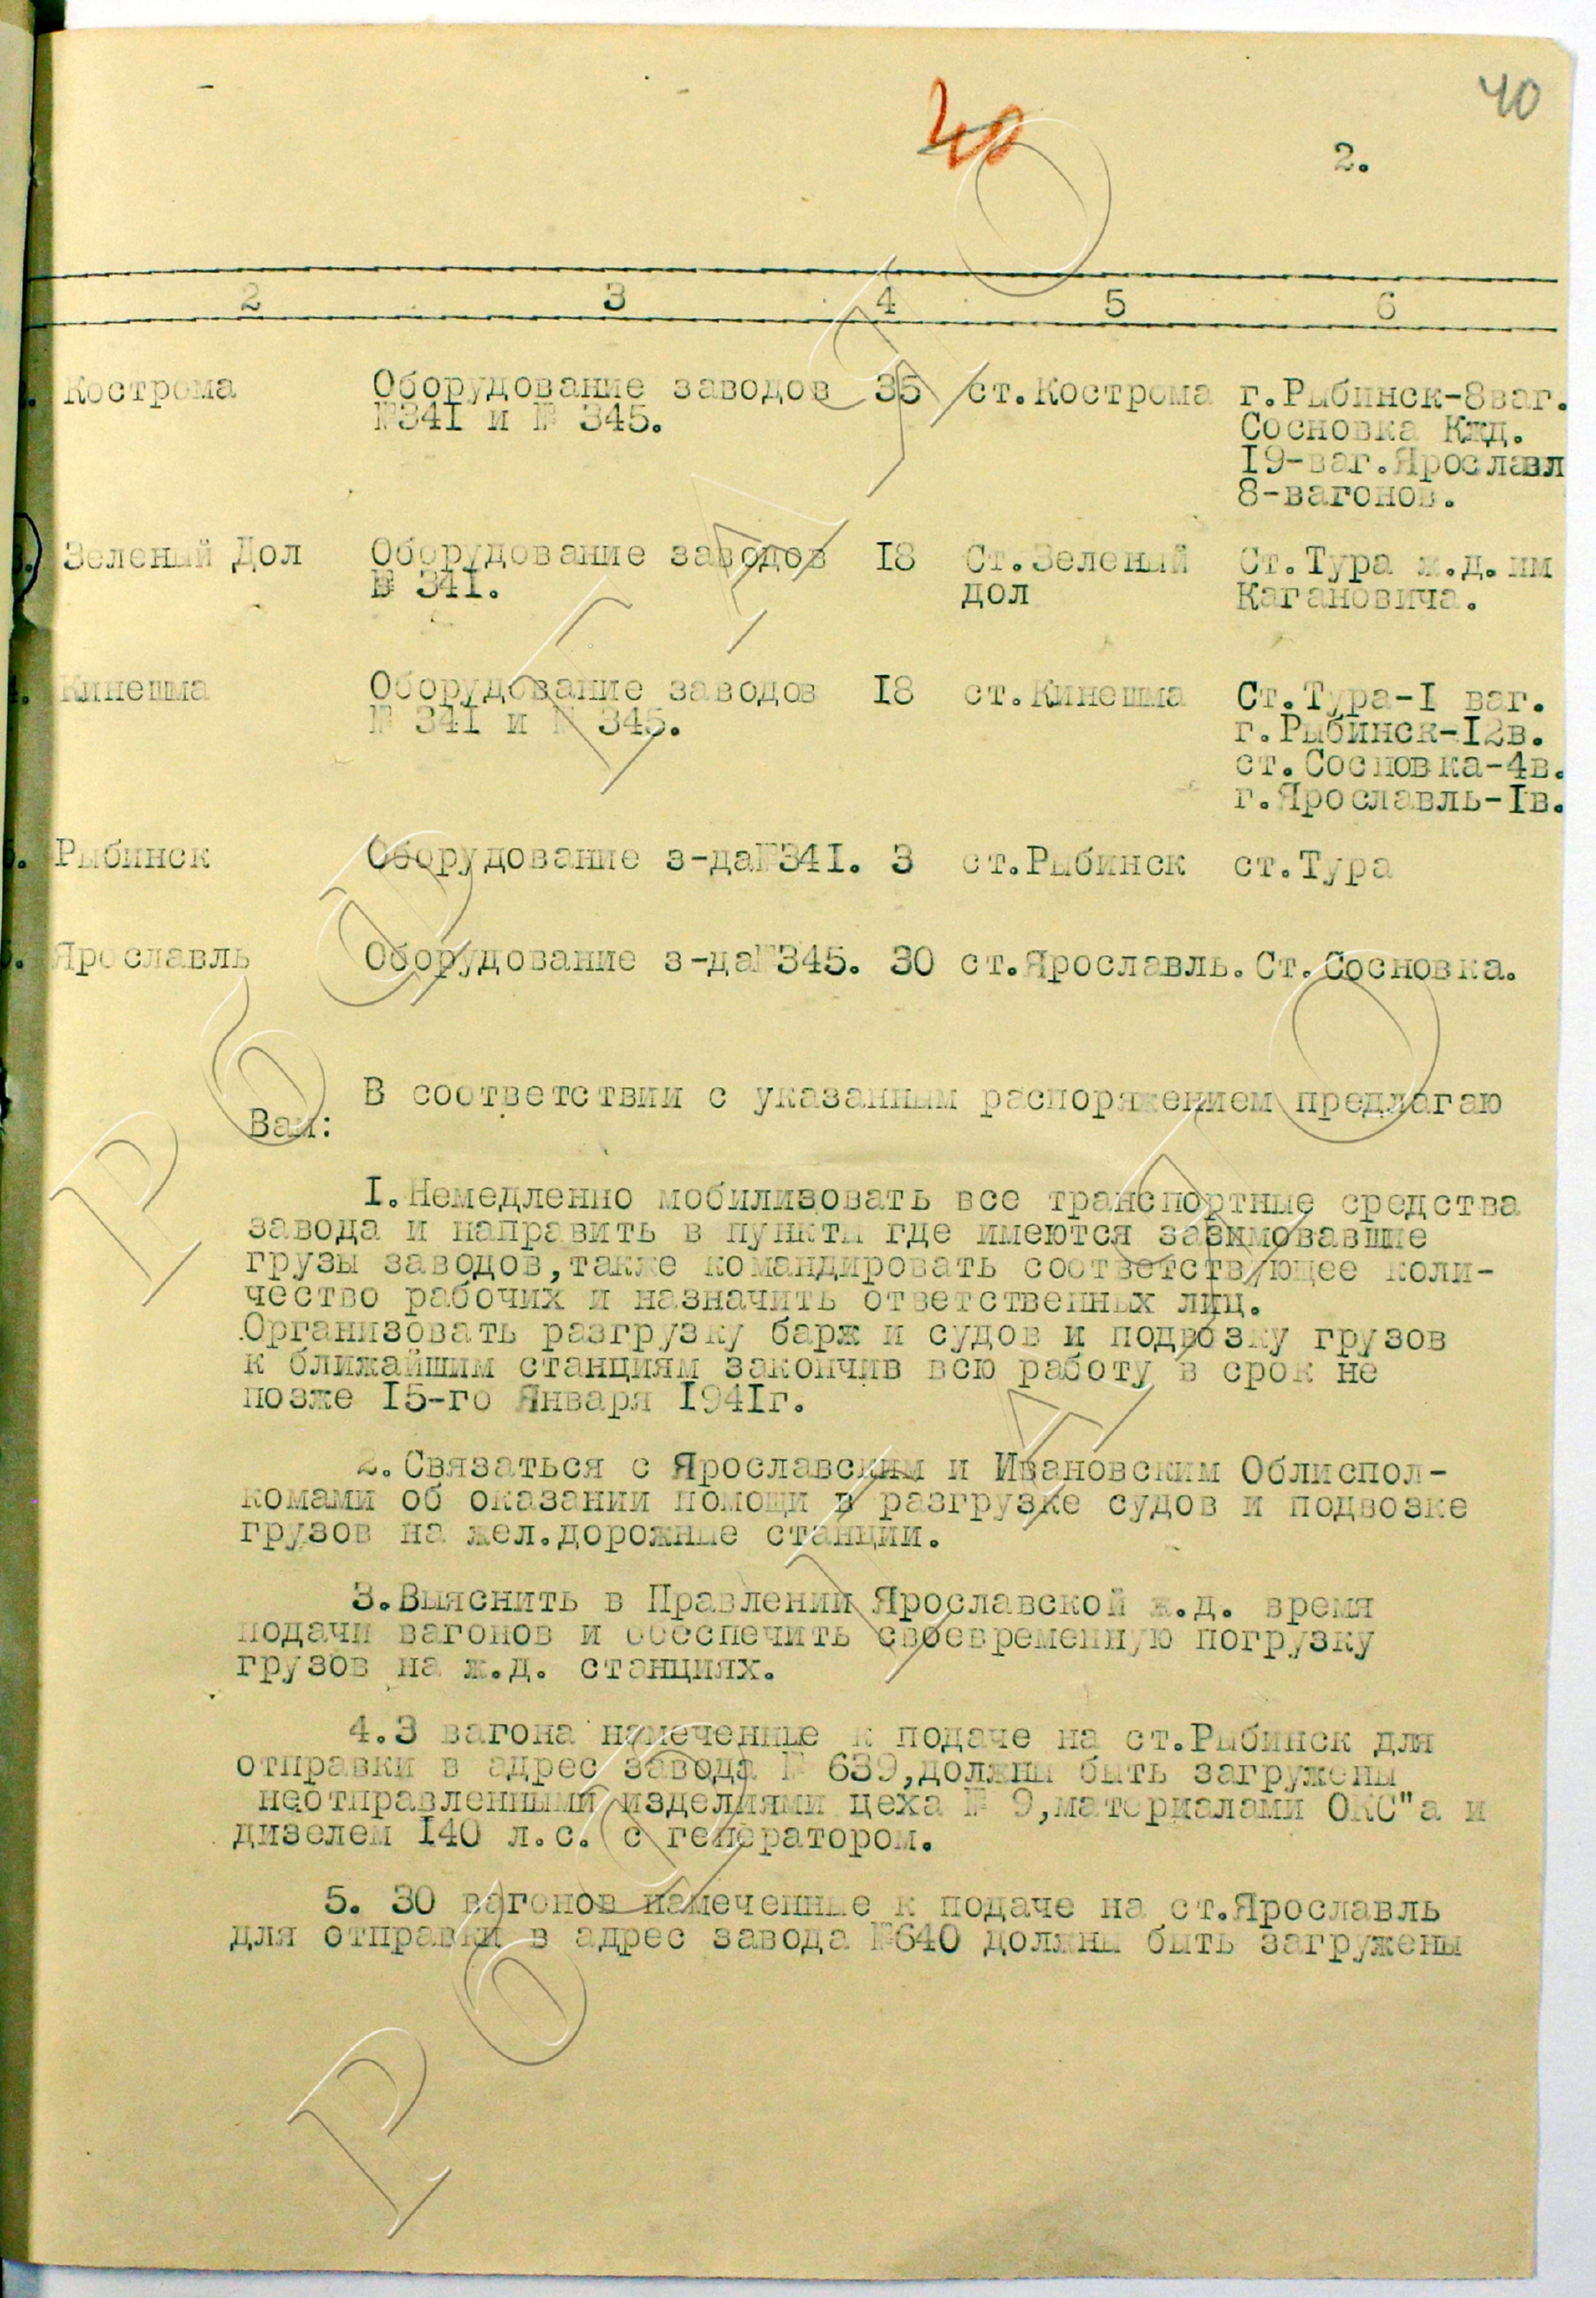 40
40
2.
2 3 4 5 6
. Кострома Оборудование заводов 35 ст.Кострома г.Рыбинск-8ваг.
№341 и № 345. Сосновка Кжд.
19-ваг.Ярославл
8-вагонов.
. Зеленый Дол Оборудование заводов 18 Ст.Зеленый Ст.Тура ж.д.им
№ 341. дол Кагановича.
. Кинешма Оборудование заводов 18 ст.Кинешма Ст.Тура-1 ваг.
№ 341 и № 345. г.Рыбинск-12в.
ст.Сосновка-4в.
г.Ярославль-1в.
5. Рыбинск Оборудование з-да№341. 3 ст.Рыбинск ст.Тура
. Ярославль Оборудование з-да№345. 30 ст.Ярославль. Ст.Сосновка.
В соответствии с указанным распоряжением предлагаю
Вам:
1.Немедленно мобилизовать все транспортные средства
завода и направить в пункты где имеются зазимовавшие
грузы заводов,также командировать соответствующее коли-
чество рабочих и назначить ответственных лиц.
Организовать разгрузку барж и судов и подвозку грузов
к ближайшим станциям закончив всю работу в срок не
позже 15-го Января 1941г.
2.Связаться с Ярославским и Ивановским Облиспол-
комами об оказании помощи в разгрузке судов и подвозке
грузов на жел.дорожные станции.
3.Выяснить в Правлении Ярославской ж.д. время
подачи вагонов и обеспечить своевременную погрузку
грузов на ж.д. станциях.
4.3 вагона намеченные к подаче на ст.Рыбинск для
отправки в адрес завода № 639,должны быть загружены
неотправленными изделиями цеха № 9,материалами ОКС"а и
дизелем 140 л.с. с генератором.
5. 30 вагонов намеченные к подаче на ст.Ярославль
для отправки в адрес завода №640 должны быть загружены